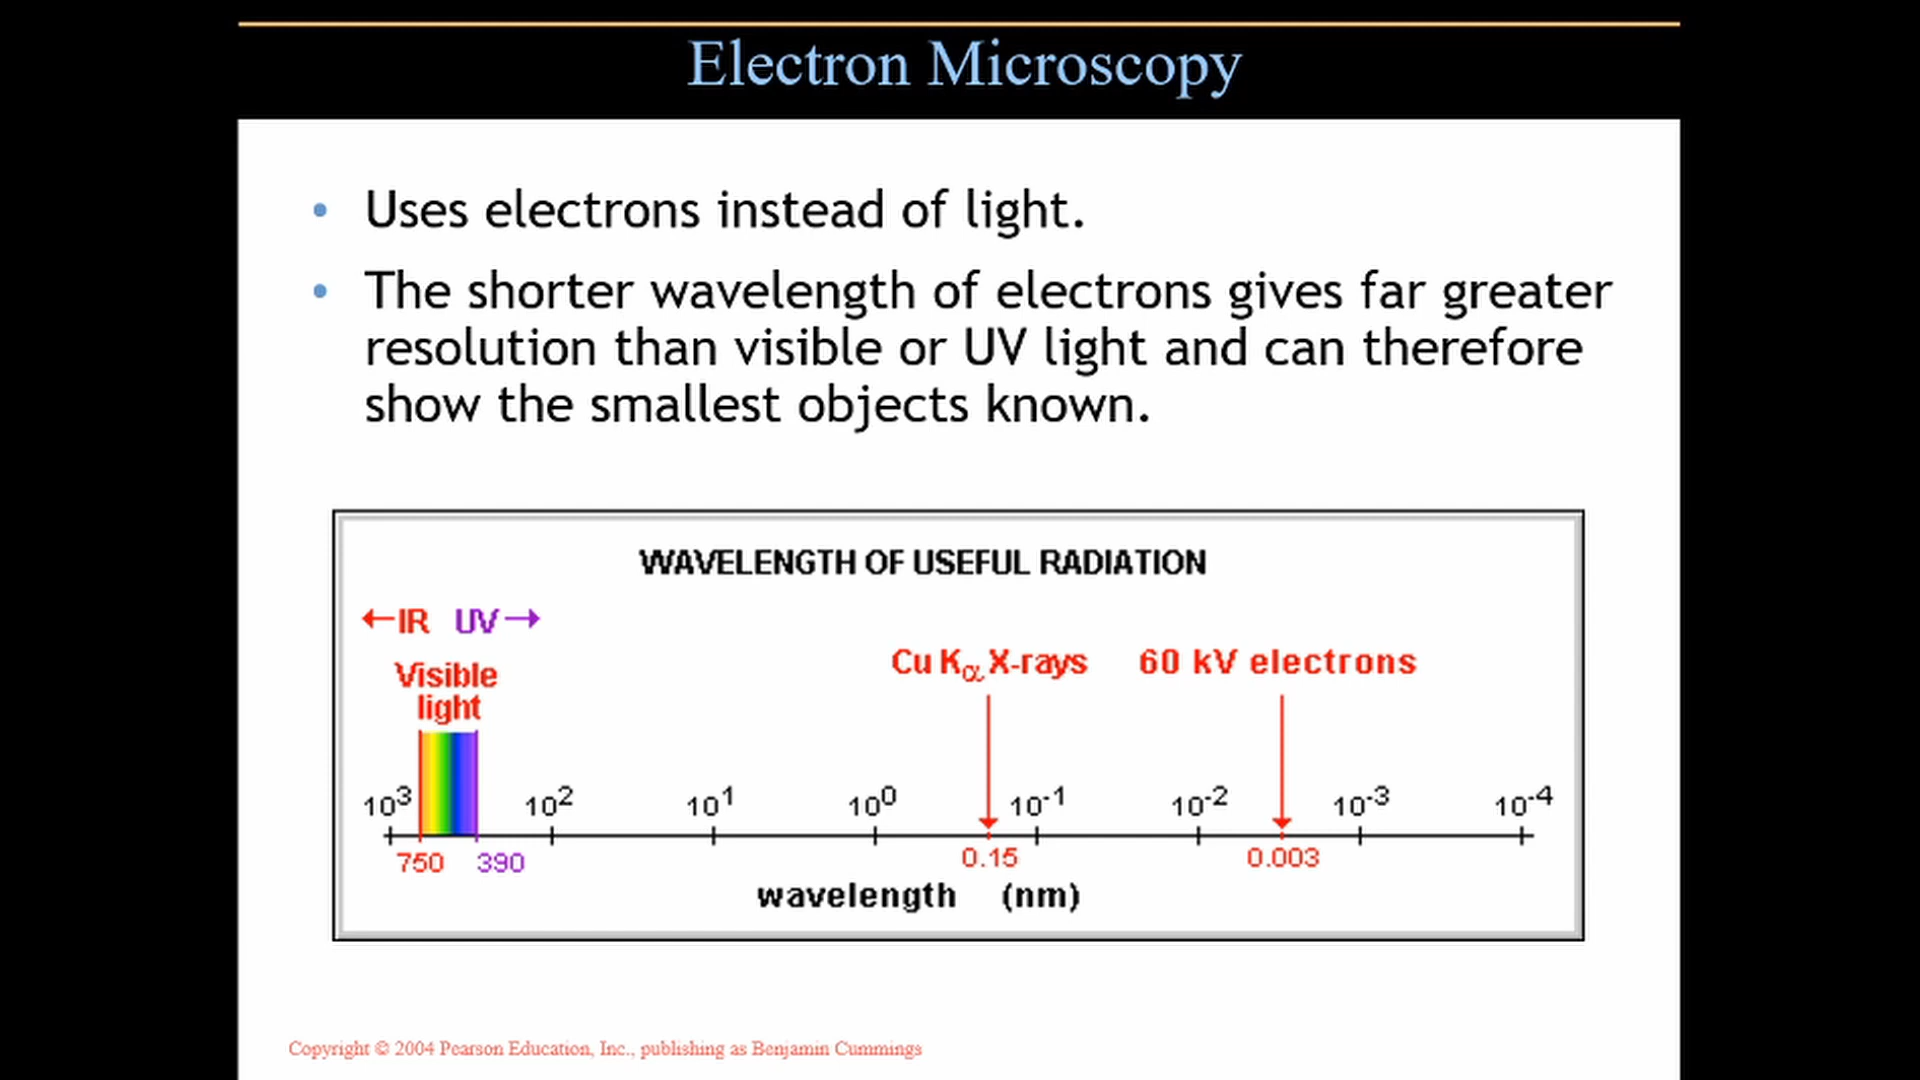 Electron Microscopy
• Uses electrons instead of light.
• The shorter wavelength of electrons gives far greater
resolution than visible or UV light and can therefore
show the smallest objects known.
WAVELENGTH OF USEFUL RADIATION
←IR UV→
Visible
light
Cu Kα X-rays 60 kV electrons
10³ 10² 10¹ 10⁰ 10⁻¹ 10⁻² 10⁻³ 10⁻⁴
750 390 0.15 0.003
wavelength (nm)
Copyright © 2004 Pearson Education, Inc., publishing as Benjamin Cummings